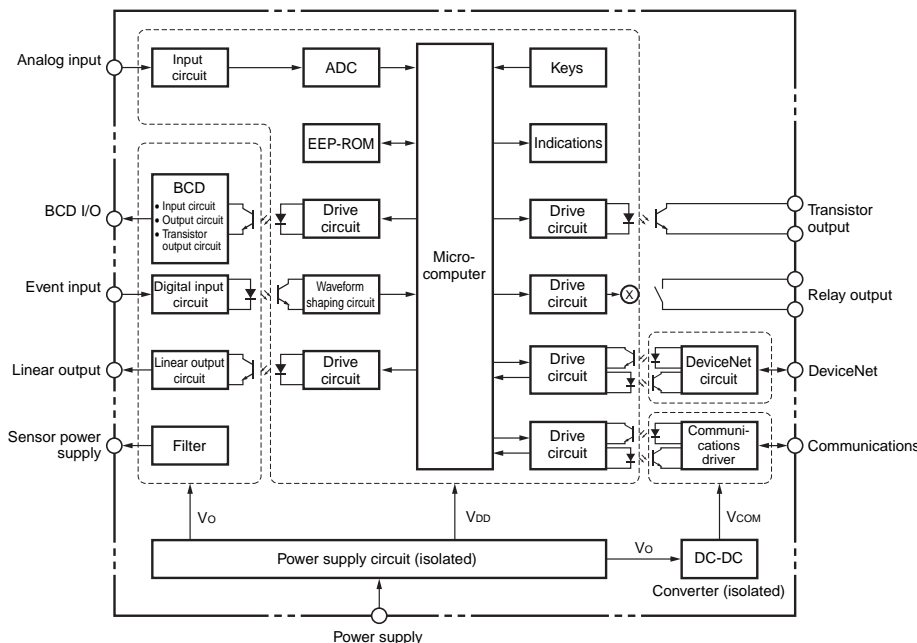 Analog input
Input
circuit
ADC
Keys
EEP-ROM
Indications
BCD I/O
BCD
• Input circuit
• Output circuit
• Transistor
output circuit
Drive
circuit
Micro-
computer
Drive
circuit
Transistor
output
Event input
Digital input
circuit
Waveform
shaping circuit
Drive
circuit
X
Relay output
Linear output
Linear output
circuit
Drive
circuit
Drive
circuit
DeviceNet
circuit
DeviceNet
Sensor power
supply
Filter
Drive
circuit
Communi-
cations
driver
Communications
VO
VDD
VCOM
Power supply circuit (isolated)
VO
DC-DC
Converter (isolated)
Power supply